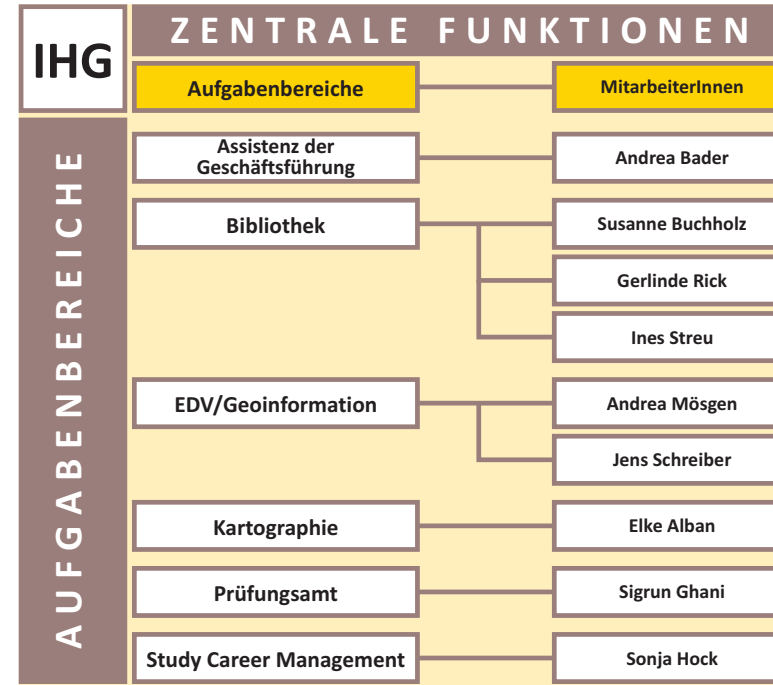 IHG
ZENTRALE FUNKTIONEN
Aufgabenbereiche
MitarbeiterInnen
AUFGABENBEREICHE
Assistenz der
Geschäftsführung
Andrea Bader
Bibliothek
Susanne Buchholz
Gerlinde Rick
Ines Streu
EDV/Geoinformation
Andrea Mösgen
Jens Schreiber
Kartographie
Elke Alban
Prüfungsamt
Sigrun Ghani
Study Career Management
Sonja Hock